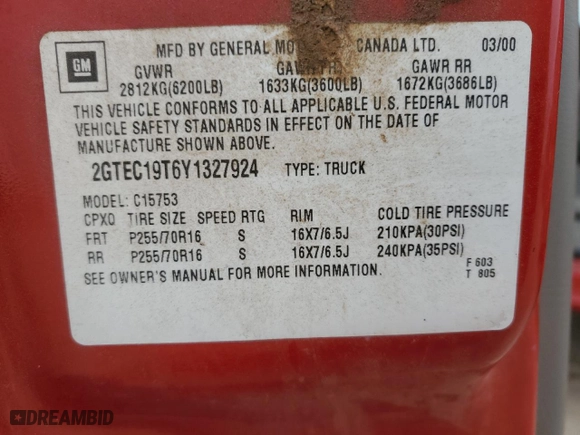 GM
MFD BY GENERAL MO CANADA LTD. 03/00
GVWR GAWR RR
2812KG(6200LB) 1633KG(3600LB) 1672KG(3686LB)
THIS VEHICLE CONFORMS TO ALL APPLICABLE U.S. FEDERAL MOTOR
VEHICLE SAFETY STANDARDS IN EFFECT ON THE DATE OF
MANUFACTURE SHOWN ABOVE.
2GTEC19T6Y1327924 TYPE: TRUCK
MODEL: C15753
CPXQ TIRE SIZE SPEED RTG RIM COLD TIRE PRESSURE
FRT P255/70R16 S 16X7/6.5J 210KPA(30PSI)
RR P255/70R16 S 16X7/6.5J 240KPA(35PSI)
SEE OWNER'S MANUAL FOR MORE INFORMATION.
F 603
T 805
DREAMBID